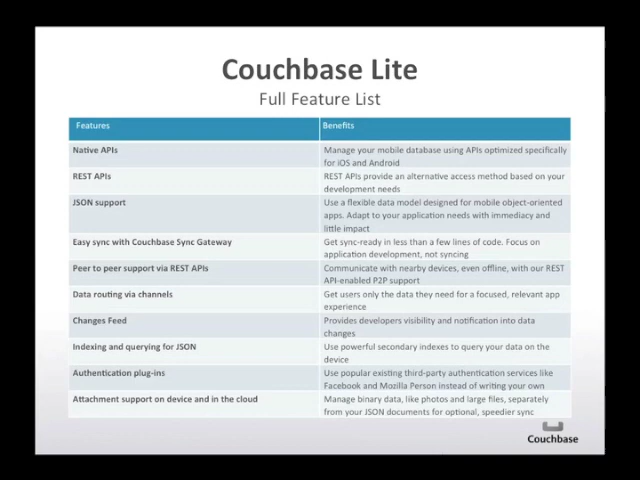 Couchbase Lite
Full Feature List
Features
Benefits
Native APIs
Manage your mobile database using APIs optimized specifically
for iOS and Android
REST APIs
REST APIs provide an alternative access method based on your
development needs
JSON support
Use a flexible data model designed for mobile object-oriented
apps. Adapt to your application needs with immediacy and
little impact
Easy sync with Couchbase Sync Gateway
Get sync-ready in less than a few lines of code. Focus on
application development, not syncing
Peer to peer support via REST APIs
Communicate with nearby devices, even offline, with our REST
API-enabled P2P support
Data routing via channels
Get users only the data they need for a focused, relevant app
experience
Changes Feed
Provides developers visibility and notification into data
changes
Indexing and querying for JSON
Use powerful secondary indexes to query your data on the
device
Authentication plug-ins
Use popular existing third-party authentication services like
Facebook and Mozilla Person instead of writing your own
Attachment support on device and in the cloud
Manage binary data, like photos and large files, separately
from your JSON documents for optional, speedier sync
Couchbase